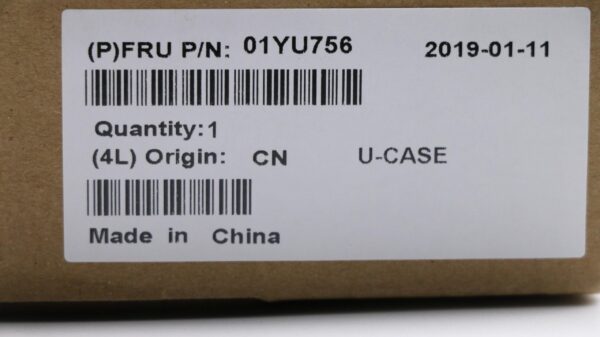 (P)FRU P/N: 01YU756 2019-01-11
Quantity:1
(4L) Origin: CN U-CASE
Made in China